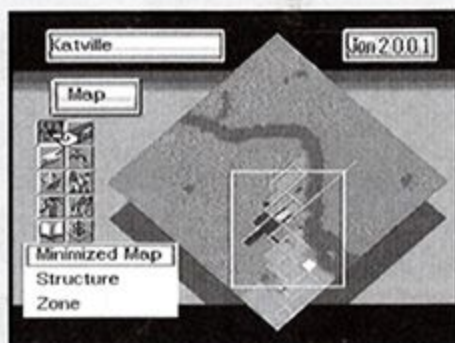 Katville
Jan 2001
Map
Minimized Map
Structure
Zone